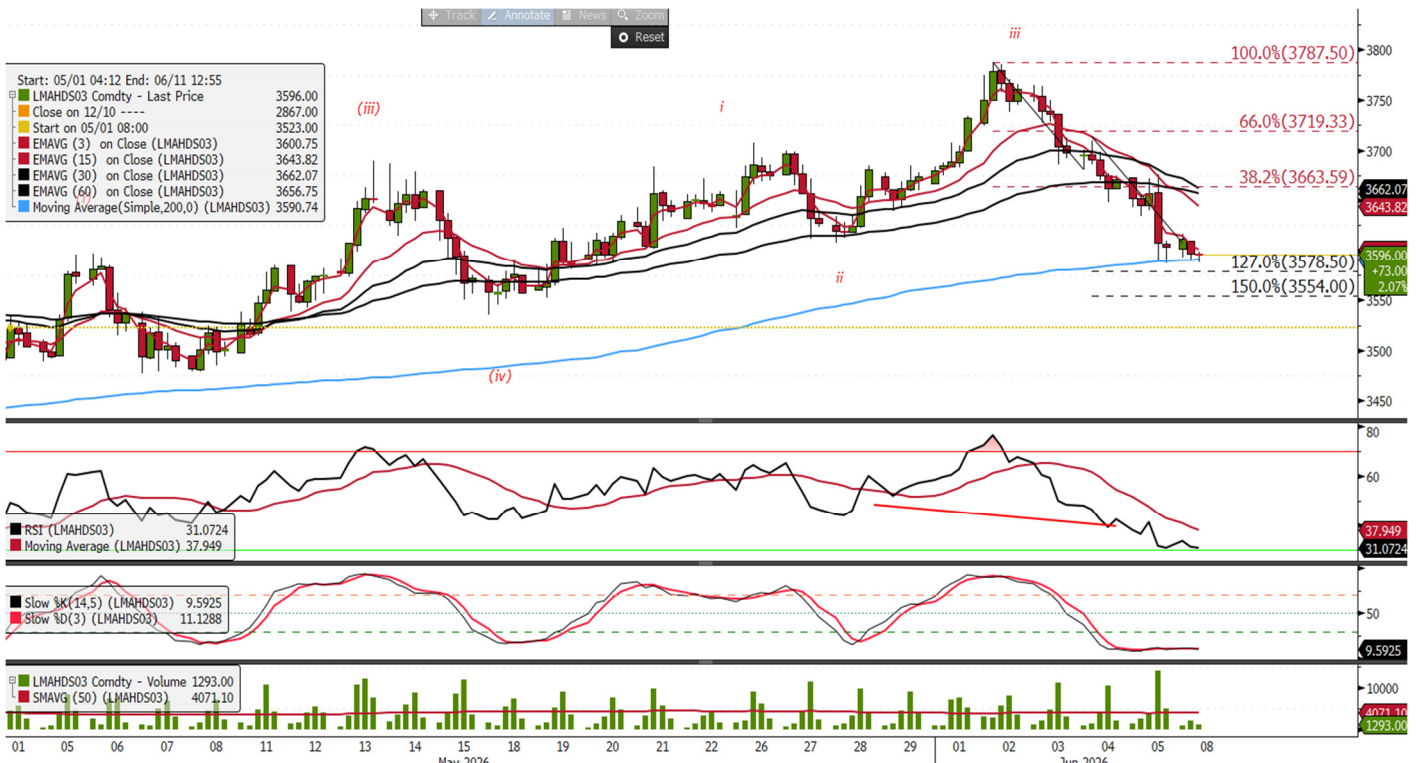 Track Annotate News Zoom
Reset
iii
100.0%(3787.50)
3800
Start: 05/01 04:12 End: 06/11 12:55
LMAHDS03 Comdty - Last Price 3596.00
Close on 12/10 ---- 2867.00
Start on 05/01 08:00 3523.00
EMAVG (3) on Close (LMAHDS03) 3600.75
EMAVG (15) on Close (LMAHDS03) 3643.82
EMAVG (30) on Close (LMAHDS03) 3662.07
EMAVG (60) on Close (LMAHDS03) 3656.75
Moving Average(Simple,200,0) (LMAHDS03) 3590.74
(iii)
i
3750
66.0%(3719.33)
3700
38.2%(3663.59)
3662.07
3643.82
ii
127.0%(3578.50)
3596.00
+73.00
2.07%
150.0%(3554.00)
3550
3500
(iv)
3450
80
60
RSI (LMAHDS03) 31.0724
Moving Average (LMAHDS03) 37.949
37.949
31.0724
Slow %K(14,5) (LMAHDS03) 9.5925
Slow %D(3) (LMAHDS03) 11.1288
50
9.5925
LMAHDS03 Comdty - Volume 1293.00
SMAVG (50) (LMAHDS03) 4071.10
10000
4071.10
1293.00
01 05 06 07 08 11 12 13 14 15 18 19 20 21 22 26 27 28 29 01 02 03 04 05 08
May 2026 Jun 2026